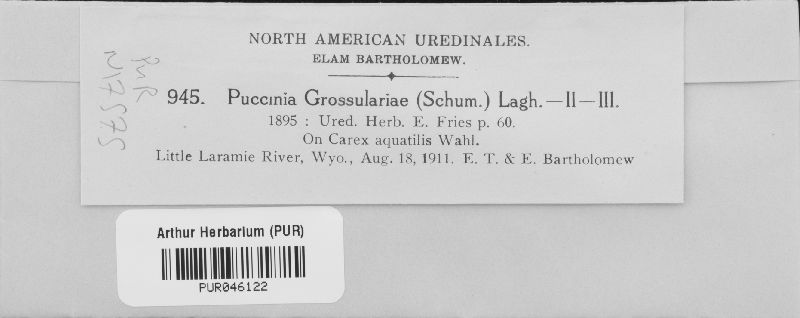 NORTH AMERICAN UREDINALES.
ELAM BARTHOLOMEW.
945. Puccinia Grossulariae (Schum.) Lagh.—II—III.
1895 : Ured. Herb. E. Fries p. 60.
On Carex aquatilis Wahl.
Little Laramie River, Wyo., Aug. 18, 1911. E. T. & E. Bartholomew
PUR
N7575
Arthur Herbarium (PUR)
PUR046122